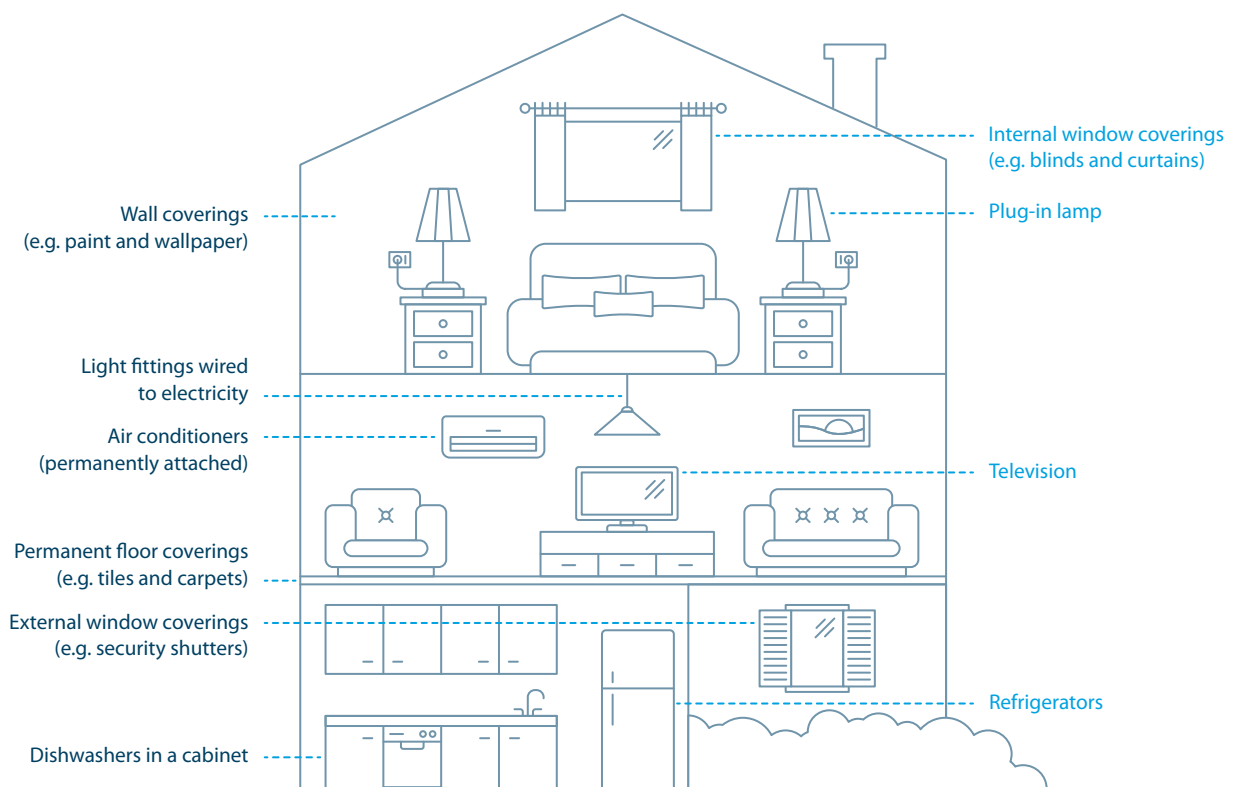 Wall coverings
(e.g. paint and wallpaper)
Light fittings wired
to electricity
Air conditioners
(permanently attached)
Permanent floor coverings
(e.g. tiles and carpets)
External window coverings
(e.g. security shutters)
Dishwashers in a cabinet
Internal window coverings
(e.g. blinds and curtains)
Plug-in lamp
Television
Refrigerators